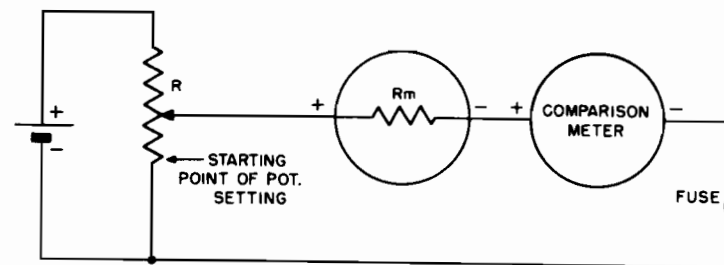 R
Rm
+
-
+
-
+
-
COMPARISON
METER
STARTING
POINT OF POT.
SETTING
FUSE